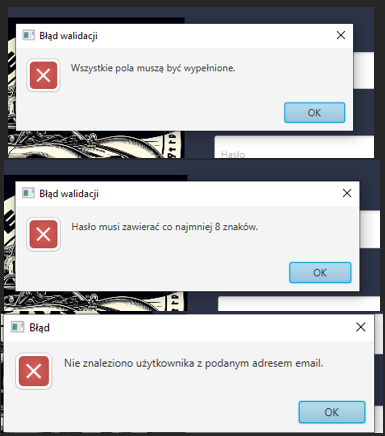 Błąd walidacji
Wszystkie pola muszą być wypełnione.
OK
Hasło
Błąd walidacji
Hasło musi zawierać co najmniej 8 znaków.
OK
Błąd
Nie znaleziono użytkownika z podanym adresem email.
OK